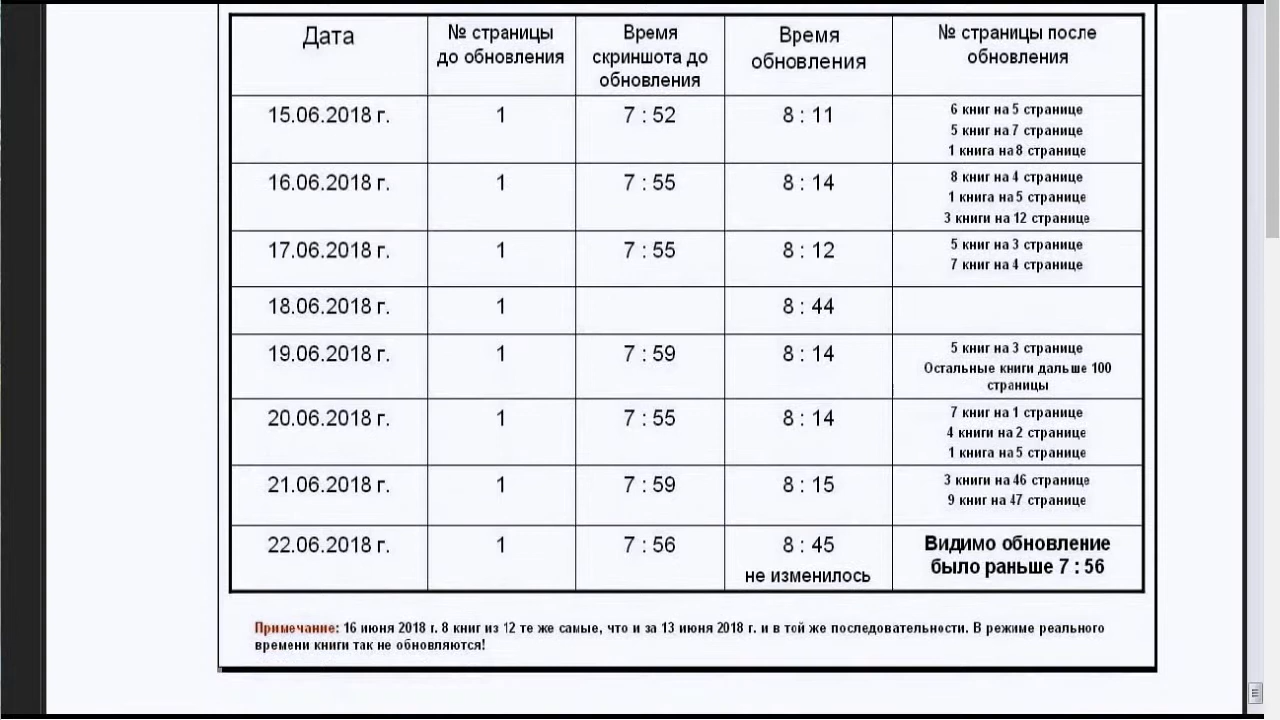 Дата
№ страницы
до обновления
Время
скриншота до
обновления
Время
обновления
№ страницы после
обновления
15.06.2018 г.
1
7 : 52
8 : 11
6 книг на 5 странице
5 книг на 7 странице
1 книга на 8 странице
16.06.2018 г.
1
7 : 55
8 : 14
8 книг на 4 странице
1 книга на 5 странице
3 книги на 12 странице
17.06.2018 г.
1
7 : 55
8 : 12
5 книг на 3 странице
7 книг на 4 странице
18.06.2018 г.
1
8 : 44
19.06.2018 г.
1
7 : 59
8 : 14
5 книг на 3 странице
Остальные книги дальше 100
страницы
20.06.2018 г.
1
7 : 55
8 : 14
7 книг на 1 странице
4 книги на 2 странице
1 книга на 5 странице
21.06.2018 г.
1
7 : 59
8 : 15
3 книги на 46 странице
9 книг на 47 странице
22.06.2018 г.
1
7 : 56
8 : 45
не изменилось
Видимо обновление
было раньше 7 : 56
Примечание: 16 июня 2018 г. 8 книг из 12 те же самые, что и за 13 июня 2018 г. и в той же последовательности. В режиме реального
времени книги так не обновляются!